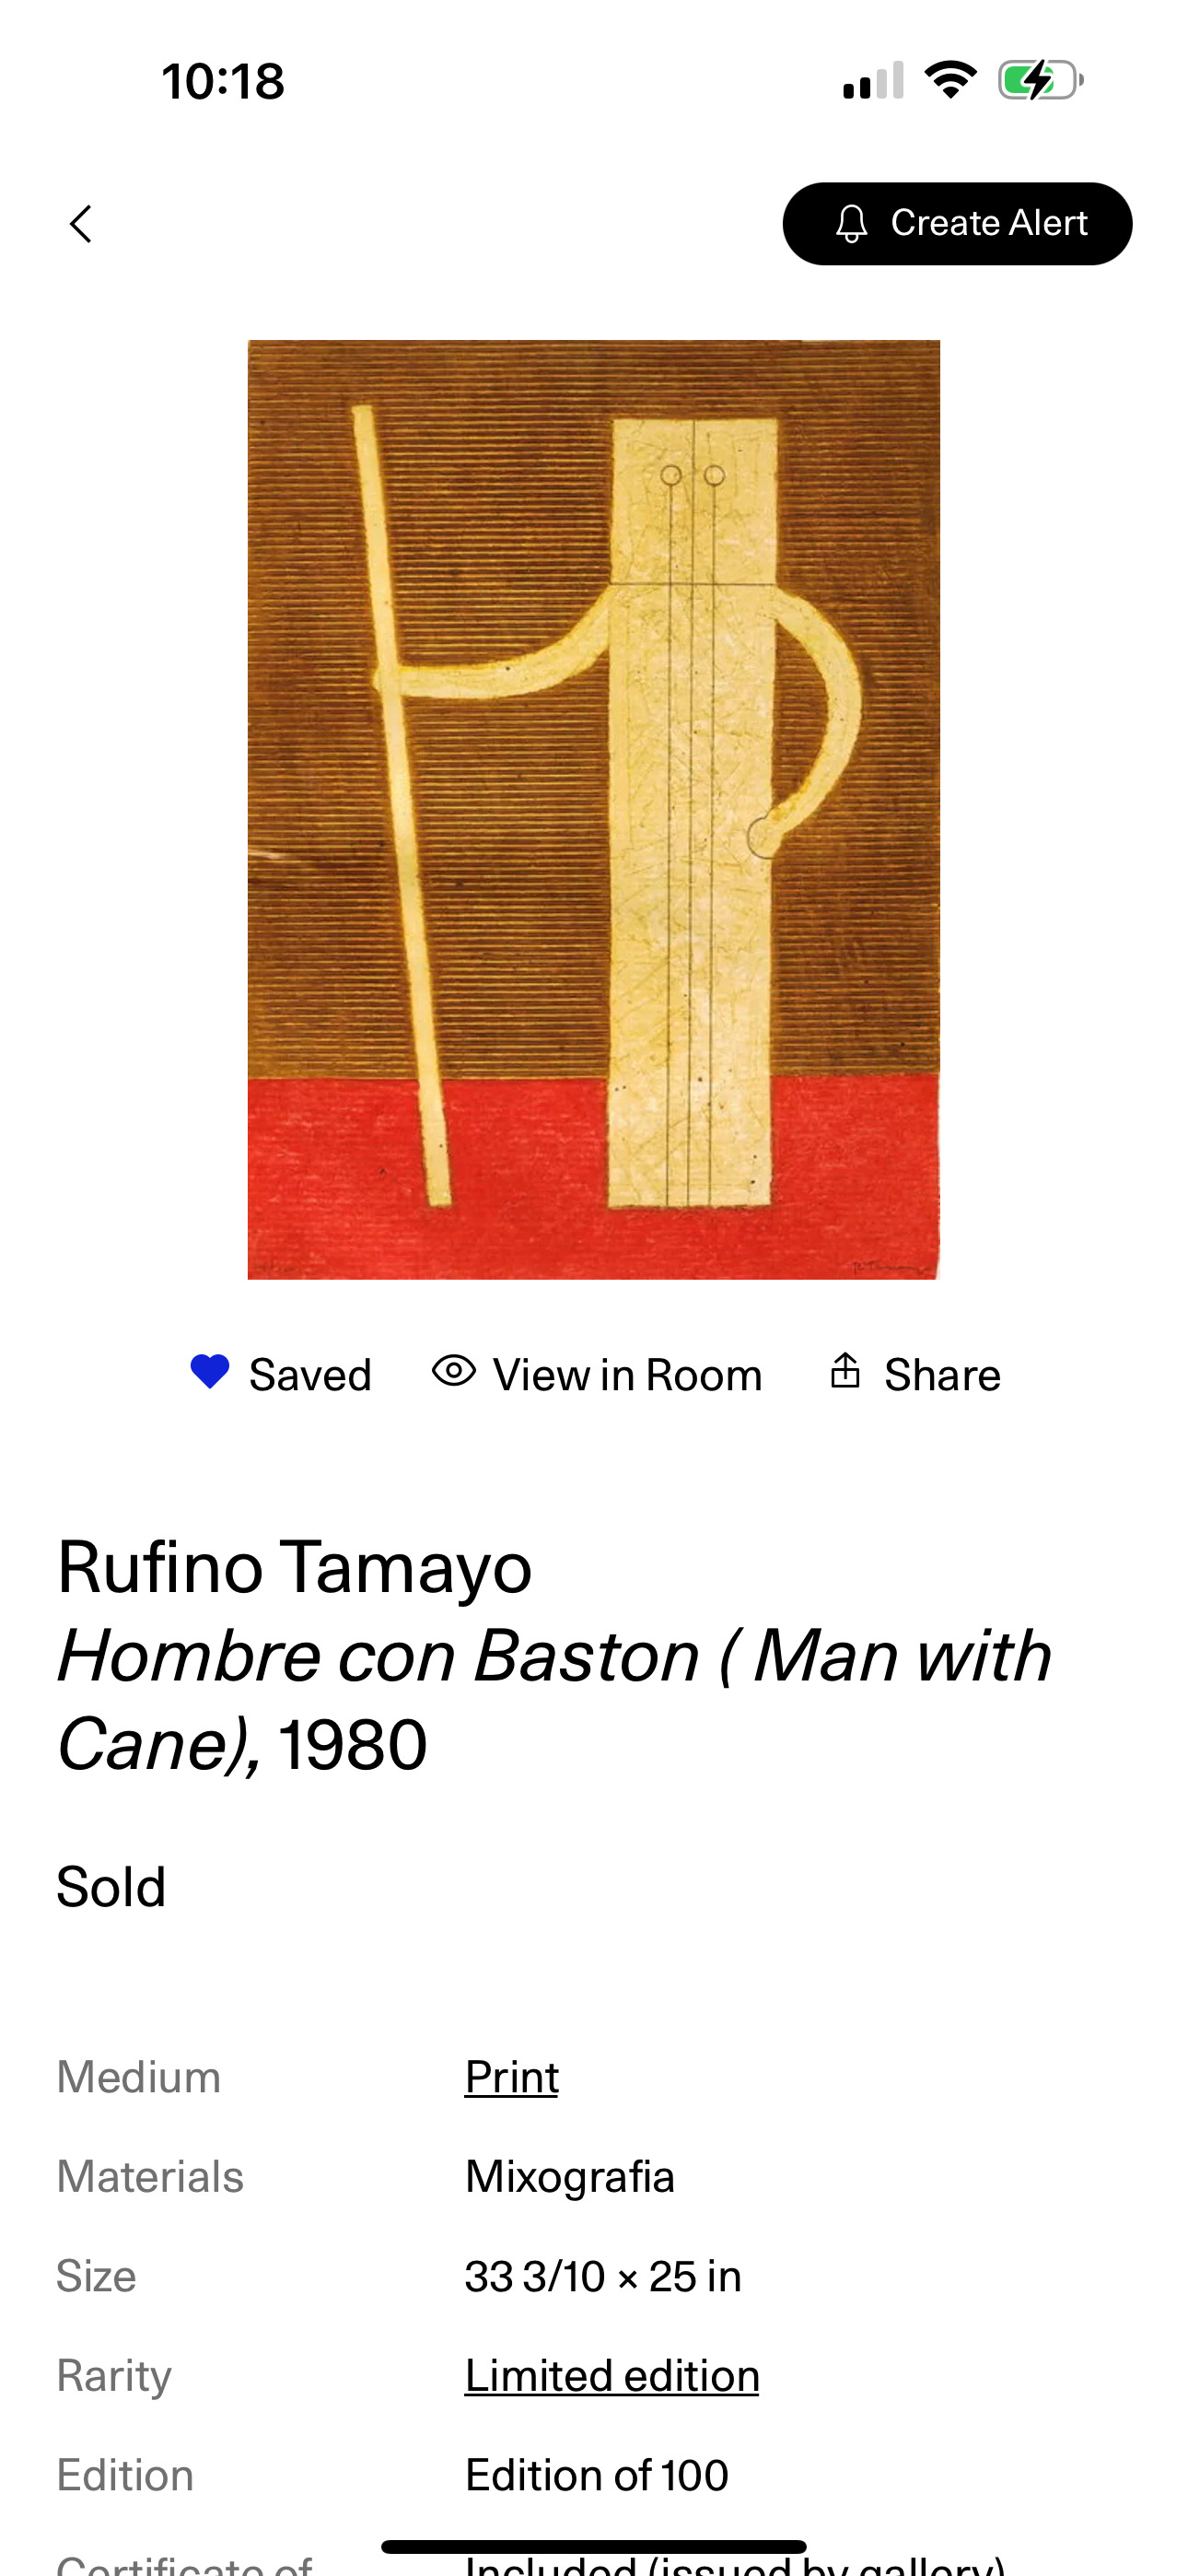 10:18
Create Alert
Saved View in Room Share
Rufino Tamayo
Hombre con Baston ( Man with
Cane), 1980
Sold
Medium Print
Materials Mixografia
Size 33 3/10 × 25 in
Rarity Limited edition
Edition Edition of 100
Certificate of Included (issued by gallery)